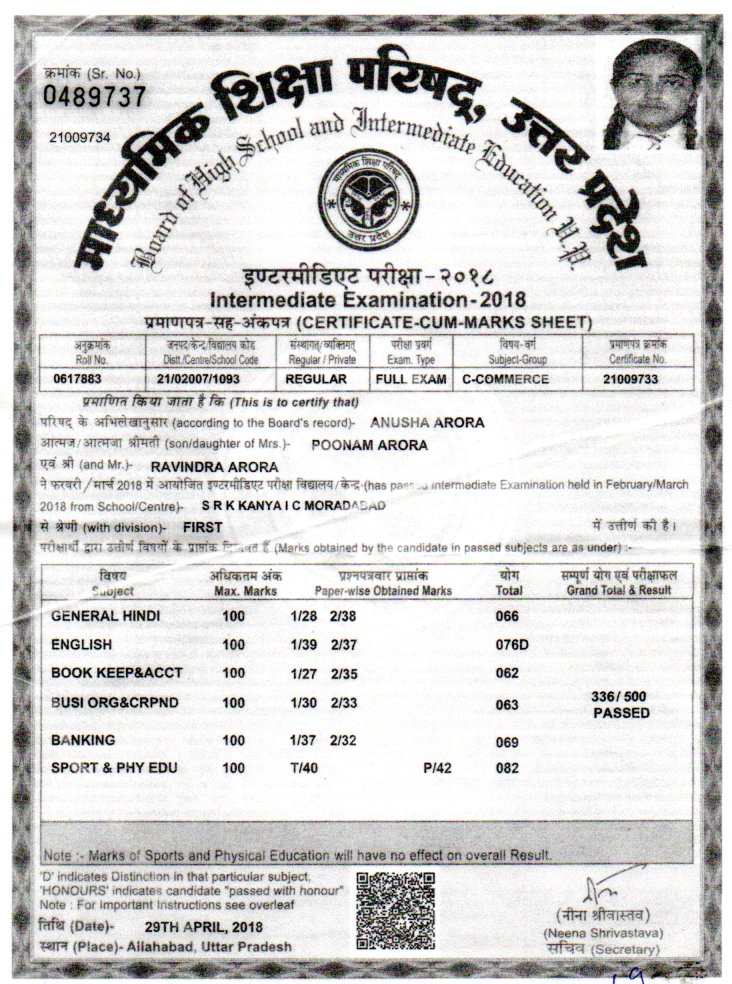 क्रमांक (Sr. No.)
0489737
21009734
माध्यमिक शिक्षा परिषद्, उत्तर प्रदेश
Board of High School and Intermediate Education U.P.
माध्यमिक शिक्षा परिषद्
उत्तर प्रदेश
इण्टरमीडिएट परीक्षा-२०१८
Intermediate Examination-2018
प्रमाणपत्र-सह-अंकपत्र (CERTIFICATE-CUM-MARKS SHEET)
अनुक्रमांक जनपद/केन्द्र/विद्यालय कोड संस्थागत/व्यक्तिगत् परीक्षा प्रवर्ग विषय-वर्ग प्रमाणपत्र क्रमांक
Roll No. Distt./Centre/School Code Regular / Private Exam. Type Subject-Group Certificate No.
0617883 21/02007/1093 REGULAR FULL EXAM C-COMMERCE 21009733
प्रमाणित किया जाता है कि (This is to certify that)
परिषद के अभिलेखानुसार (according to the Board's record)- ANUSHA ARORA
आत्मज/आत्मजा श्रीमती (son/daughter of Mrs.)- POONAM ARORA
एवं श्री (and Mr.)- RAVINDRA ARORA
ने फरवरी/मार्च 2018 में आयोजित इण्टरमीडिएट परीक्षा विद्यालय/केन्द्र-(has passed Intermediate Examination held in February/March
2018 from School/Centre)- S R K KANYA I C MORADABAD
से श्रेणी (with division)- FIRST में उत्तीर्ण की है।
परीक्षार्थी द्वारा उत्तीर्ण विषयों के प्राप्तांक निम्नवत हैं (Marks obtained by the candidate in passed subjects are as under) :-
विषय अधिकतम अंक प्रश्नपत्रवार प्राप्तांक योग सम्पूर्ण योग एवं परीक्षाफल
Subject Max. Marks Paper-wise Obtained Marks Total Grand Total & Result
GENERAL HINDI 100 1/28 2/38 066
ENGLISH 100 1/39 2/37 076D
BOOK KEEP&ACCT 100 1/27 2/35 062
BUSI ORG&CRPND 100 1/30 2/33 063 336/ 500
PASSED
BANKING 100 1/37 2/32 069
SPORT & PHY EDU 100 T/40 P/42 082
Note :- Marks of Sports and Physical Education will have no effect on overall Result.
'D' indicates Distinction in that particular subject,
'HONOURS' indicates candidate "passed with honour"
Note : For Important Instructions see overleaf
तिथि (Date)- 29TH APRIL, 2018
स्थान (Place)- Allahabad, Uttar Pradesh
(नीना श्रीवास्तव)
(Neena Shrivastava)
सचिव (Secretary)